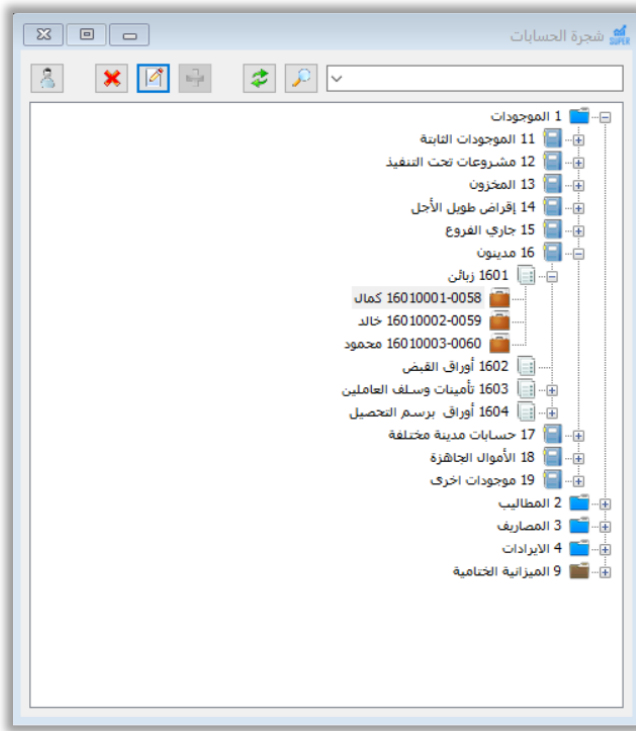 شجرة الحسابات
SUPER
1 الموجودات
11 الموجودات الثابتة
12 مشروعات تحت التنفيذ
13 المخزون
14 إقراض طويل الأجل
15 جاري الفروع
16 مدينون
1601 زبائن
16010001-0058 كمال
16010002-0059 خالد
16010003-0060 محمود
1602 أوراق القبض
1603 تأمينات وسلف العاملين
1604 أوراق برسم التحصيل
17 حسابات مدينة مختلفة
18 الأموال الجاهزة
19 موجودات اخرى
2 المطاليب
3 المصاريف
4 الايرادات
9 الميزانية الختامية